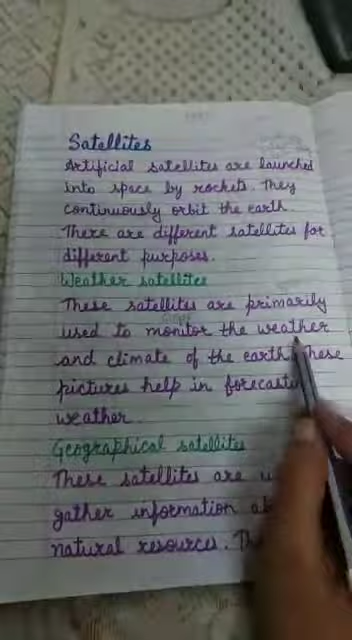 Satellites
Artificial satellites are launched
into space by rockets. They
continuously orbit the earth
There are different satellites for
different purposes.
Weather satellites
These satellites are primarily
used to monitor the weather
and climate of the earth. These
pictures help in
weather.
Geographical satellites
These satellites are
gather information
natural resources.